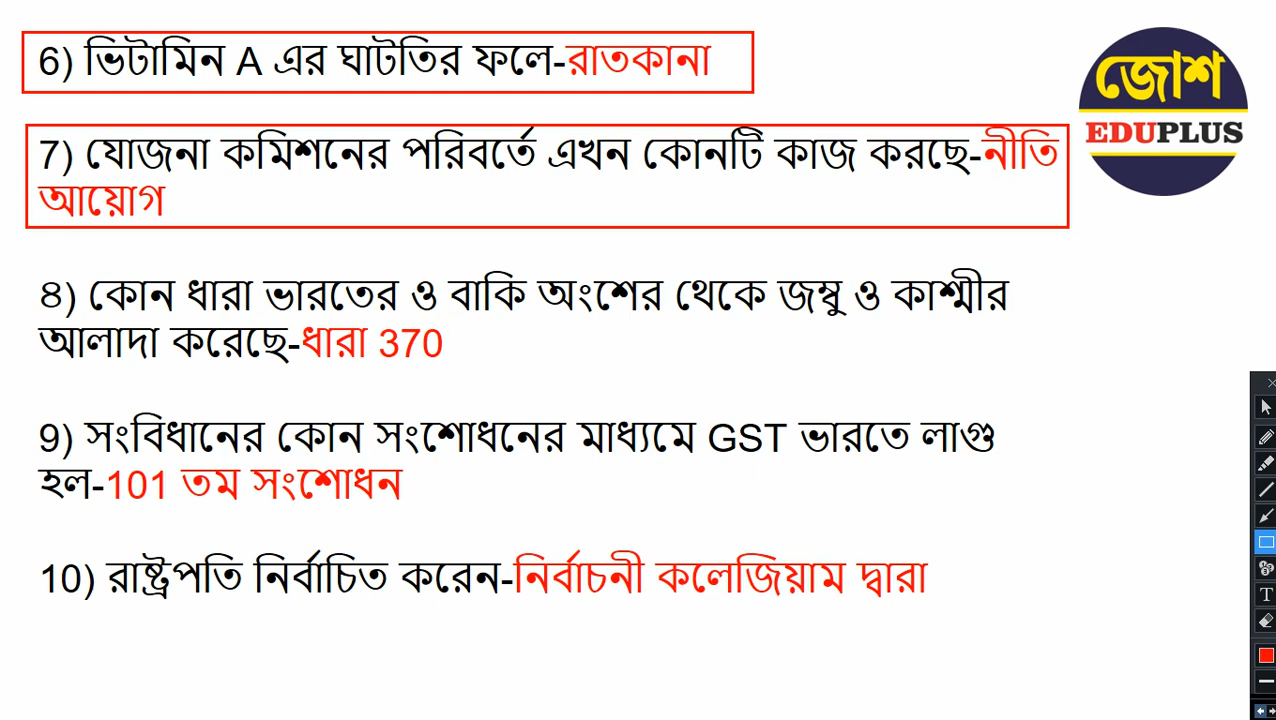 6) ভিটামিন A এর ঘাটতির ফলে-রাতকানা
7) যোজনা কমিশনের পরিবর্তে এখন কোনটি কাজ করছে-নীতি
আয়োগ
৪) কোন ধারা ভারতের ও বাকি অংশের থেকে জম্বু ও কাশ্মীর
আলাদা করেছে-ধারা 370
9) সংবিধানের কোন সংশোধনের মাধ্যমে GST ভারতে লাগু
হল-101 তম সংশোধন
10) রাষ্ট্রপতি নির্বাচিত করেন-নির্বাচনী কলেজিয়াম দ্বারা
জোশ
EDUPLUS